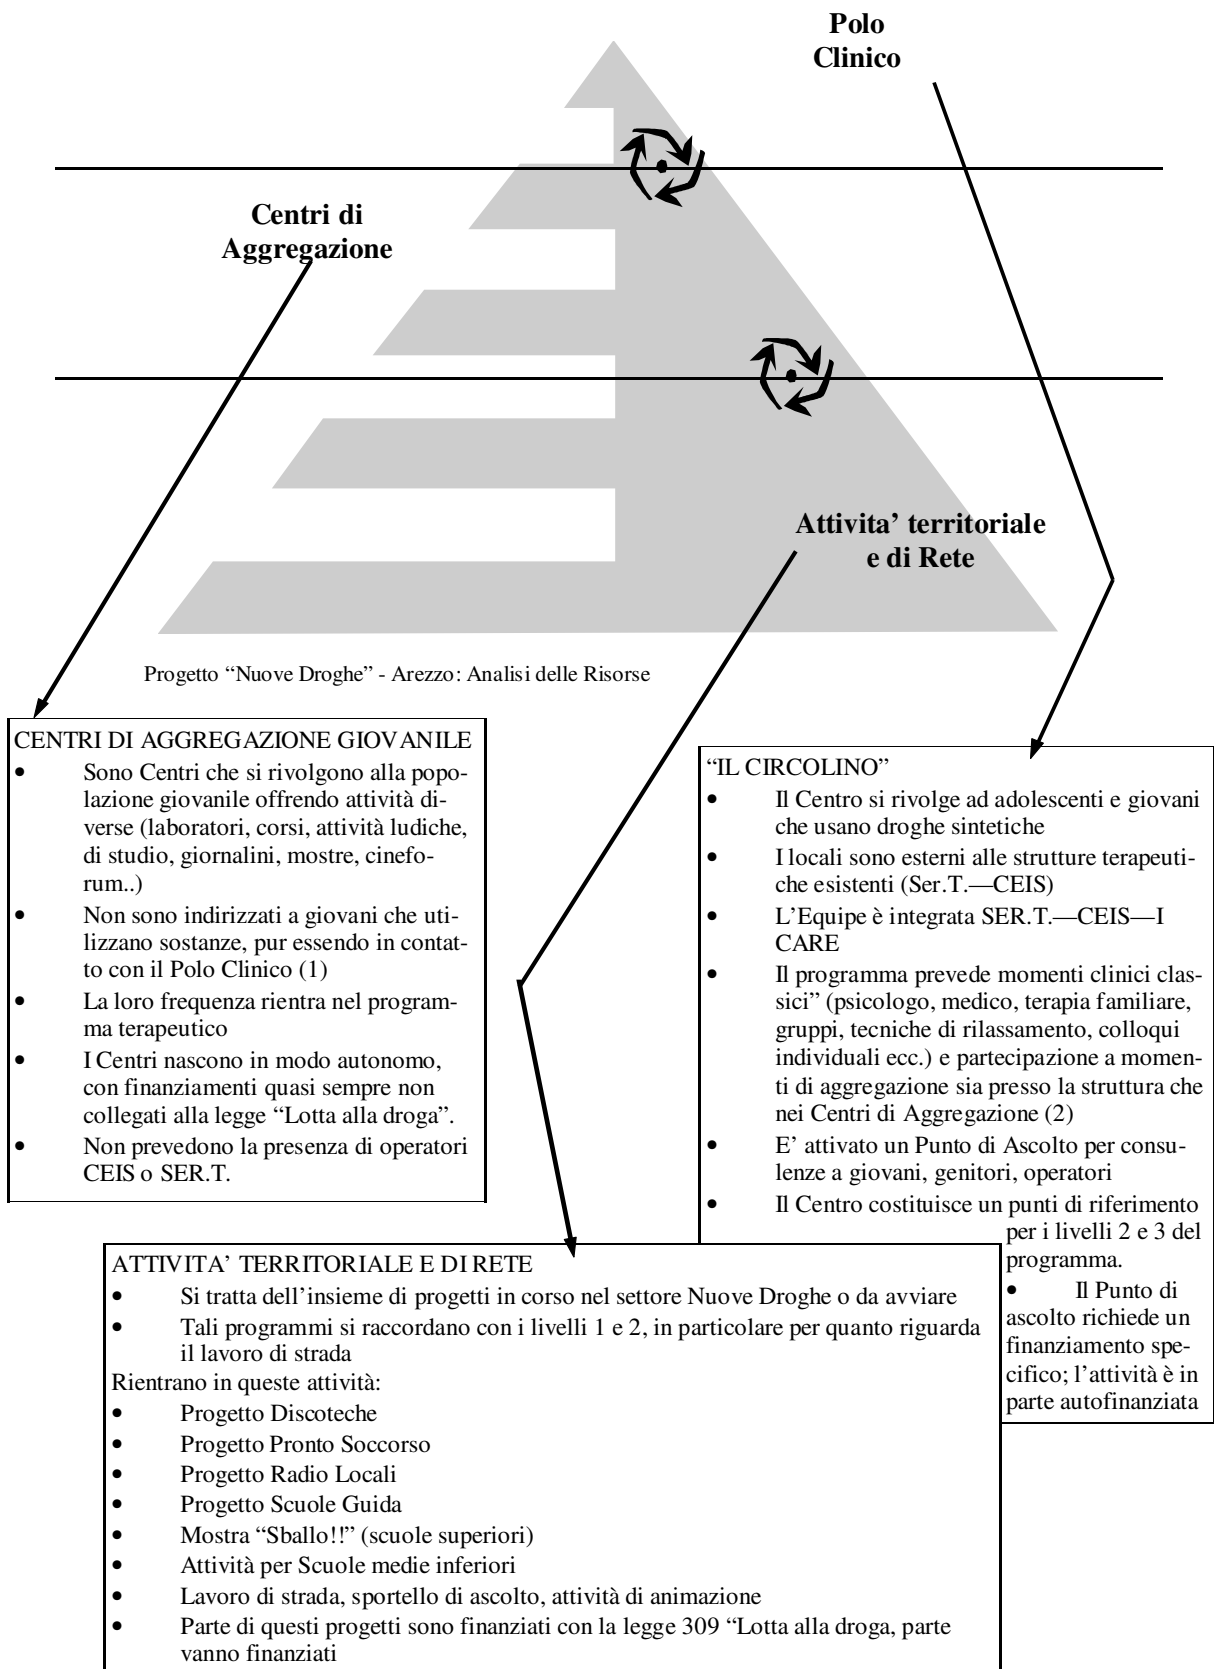 Polo
Clinico
Centri di
Aggregazione
Attivita’ territoriale
e di Rete
Progetto “Nuove Droghe” - Arezzo: Analisi delle Risorse
CENTRI DI AGGREGAZIONE GIOVANILE
• Sono Centri che si rivolgono alla popo-
lazione giovanile offrendo attività di-
verse (laboratori, corsi, attività ludiche,
di studio, giornalini, mostre, cinefo-
rum..)
• Non sono indirizzati a giovani che uti-
lizzano sostanze, pur essendo in contat-
to con il Polo Clinico (1)
• La loro frequenza rientra nel program-
ma terapeutico
• I Centri nascono in modo autonomo,
con finanziamenti quasi sempre non
collegati alla legge “Lotta alla droga”.
• Non prevedono la presenza di operatori
CEIS o SER.T.
“IL CIRCOLINO”
• Il Centro si rivolge ad adolescenti e giovani
che usano droghe sintetiche
• I locali sono esterni alle strutture terapeuti-
che esistenti (Ser.T.—CEIS)
• L’Equipe è integrata SER.T.—CEIS—I
CARE
• Il programma prevede momenti clinici clas-
sici” (psicologo, medico, terapia familiare,
gruppi, tecniche di rilassamento, colloqui
individuali ecc.) e partecipazione a momen-
ti di aggregazione sia presso la struttura che
nei Centri di Aggregazione (2)
• E’ attivato un Punto di Ascolto per consu-
lenze a giovani, genitori, operatori
• Il Centro costituisce un punti di riferimento
per i livelli 2 e 3 del
programma.
• Il Punto di
ascolto richiede un
finanziamento spe-
cifico; l’attività è in
parte autofinanziata
ATTIVITA’ TERRITORIALE E DI RETE
• Si tratta dell’insieme di progetti in corso nel settore Nuove Droghe o da avviare
• Tali programmi si raccordano con i livelli 1 e 2, in particolare per quanto riguarda
il lavoro di strada
Rientrano in queste attività:
• Progetto Discoteche
• Progetto Pronto Soccorso
• Progetto Radio Locali
• Progetto Scuole Guida
• Mostra “Sballo!!” (scuole superiori)
• Attività per Scuole medie inferiori
• Lavoro di strada, sportello di ascolto, attività di animazione
• Parte di questi progetti sono finanziati con la legge 309 “Lotta alla droga, parte
vanno finanziati